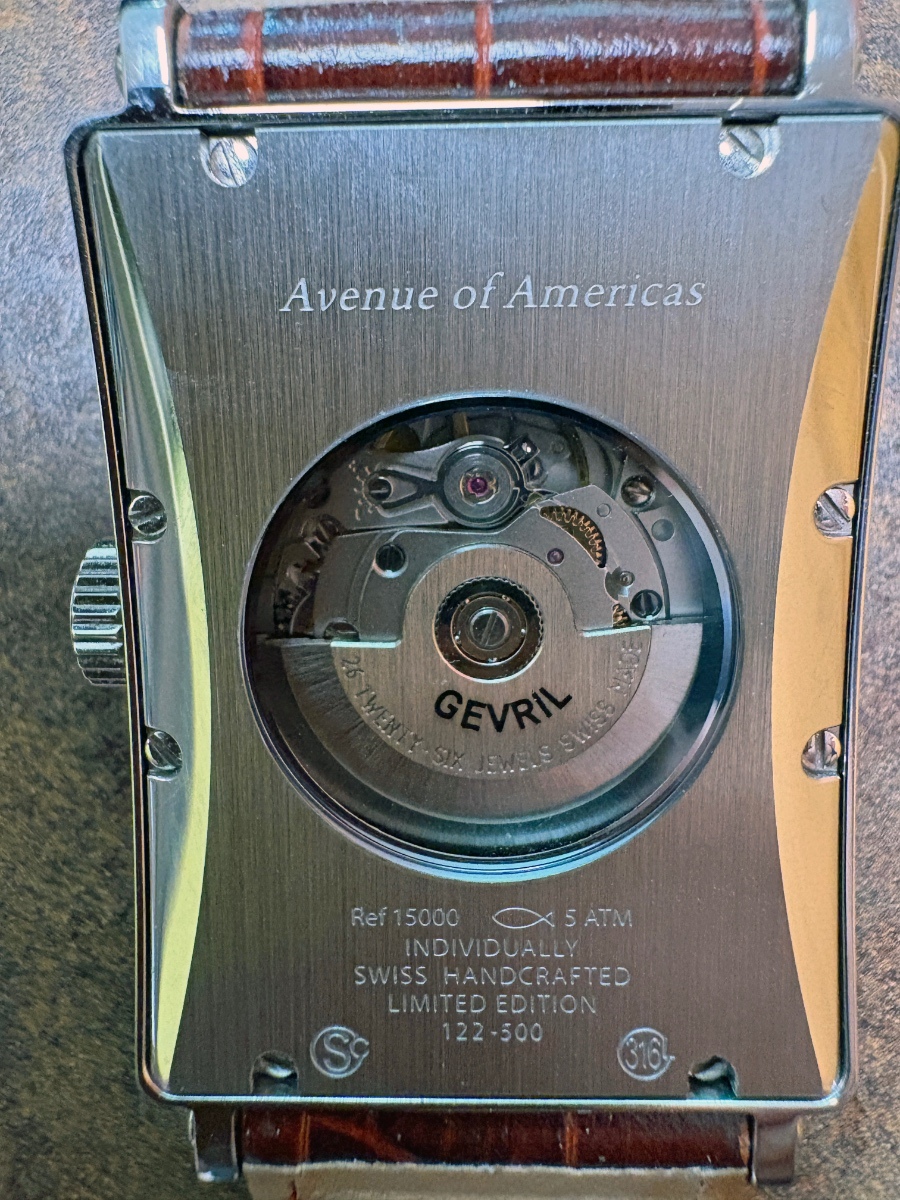 Avenue of Americas
GEVRIL
26 TWENTY-SIX JEWELS SWISS MADE
Ref 15000 5 ATM
INDIVIDUALLY
SWISS HANDCRAFTED
LIMITED EDITION
122-500
Sc
316L